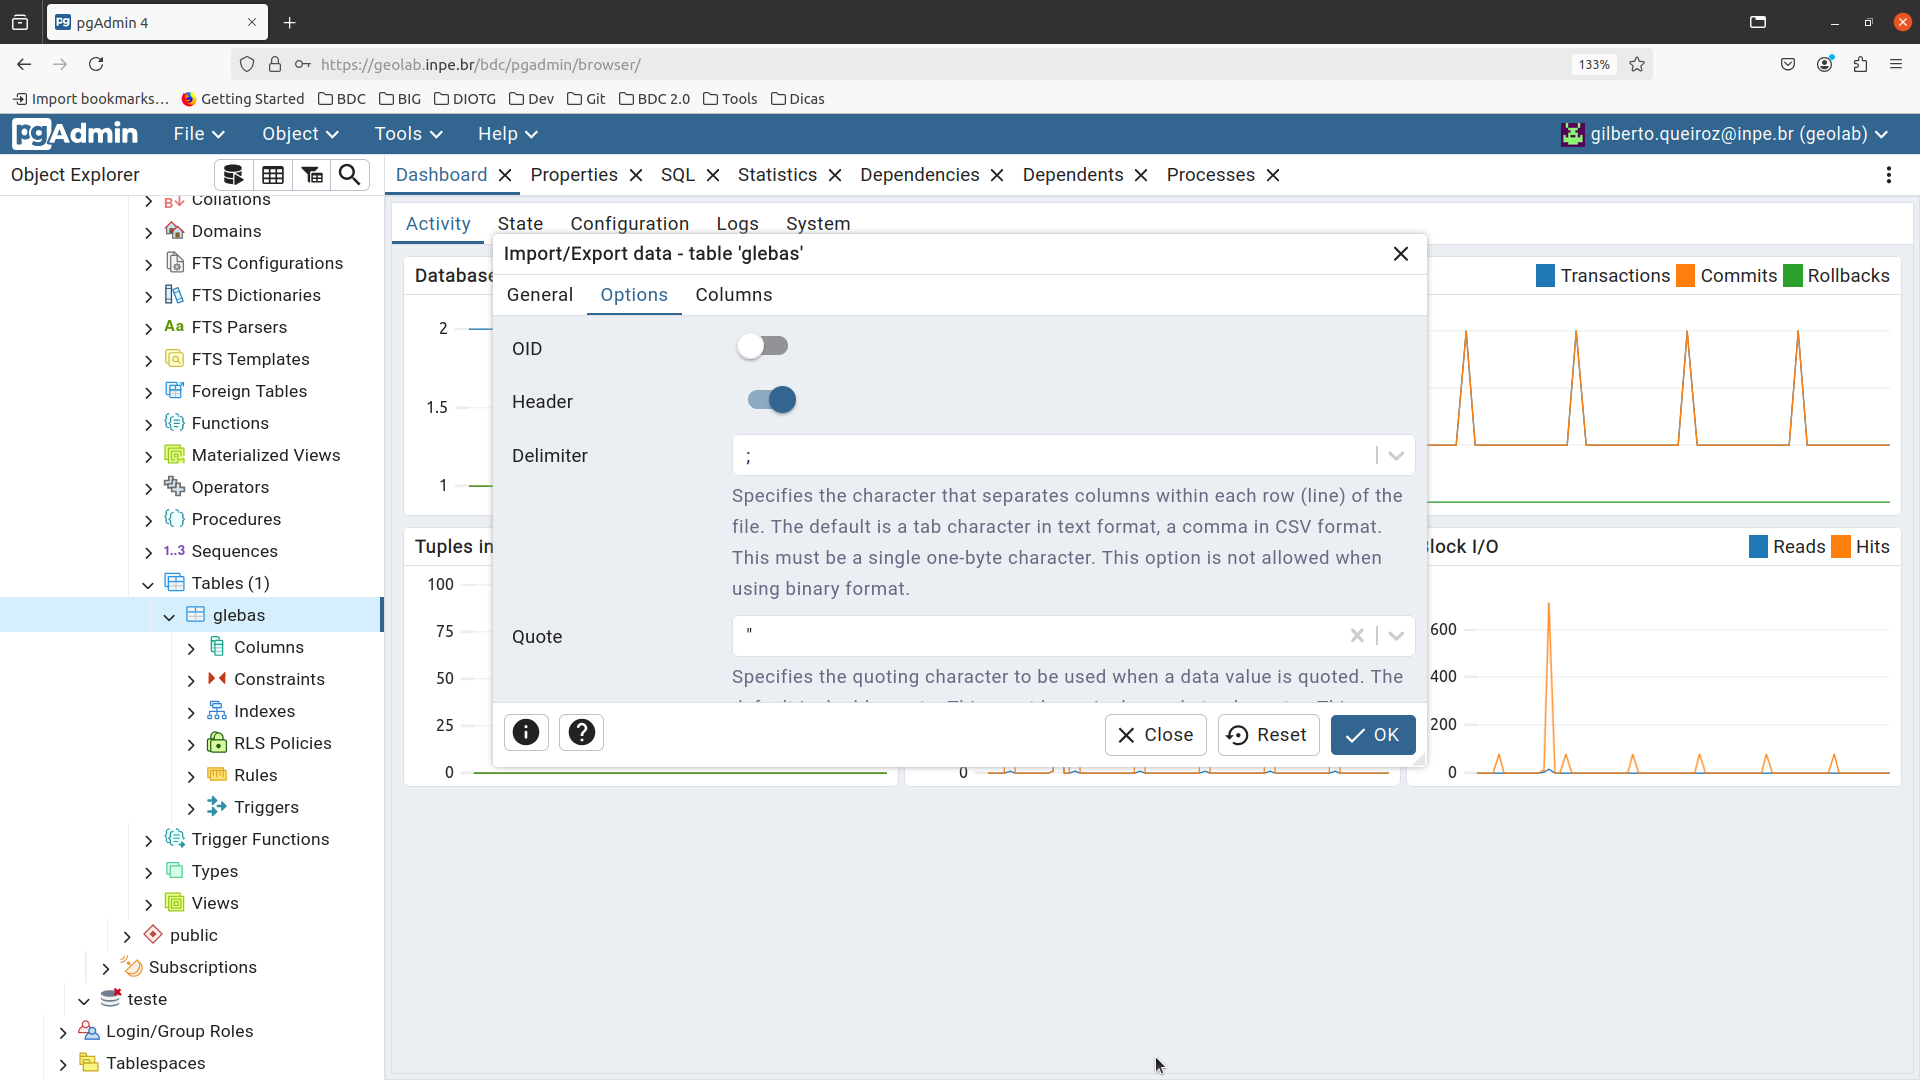 pgAdmin 4
https://geolab.inpe.br/bdc/pgadmin/browser/
133%
Import bookmarks...
Getting Started
BDC
BIG
DIOTG
Dev
Git
BDC 2.0
Tools
Dicas
pgAdmin
File
Object
Tools
Help
gilberto.queiroz@inpe.br (geolab)
Object Explorer
Dashboard
Properties
SQL
Statistics
Dependencies
Dependents
Processes
Activity
State
Configuration
Logs
System
Collations
Domains
FTS Configurations
FTS Dictionaries
Aa FTS Parsers
FTS Templates
Foreign Tables
Functions
Materialized Views
Operators
Procedures
1..3 Sequences
Tables (1)
glebas
Columns
Constraints
Indexes
RLS Policies
Rules
Triggers
Trigger Functions
Types
Views
public
Subscriptions
teste
Login/Group Roles
Tablespaces
Database
2
1.5
1
Transactions
Commits
Rollbacks
Tuples in
100
75
50
25
0
0
Block I/O
Reads
Hits
600
400
200
0
Import/Export data - table 'glebas'
General
Options
Columns
OID
Header
Delimiter
;
Specifies the character that separates columns within each row (line) of the
file. The default is a tab character in text format, a comma in CSV format.
This must be a single one-byte character. This option is not allowed when
using binary format.
Quote
"
Specifies the quoting character to be used when a data value is quoted. The
Close
Reset
OK